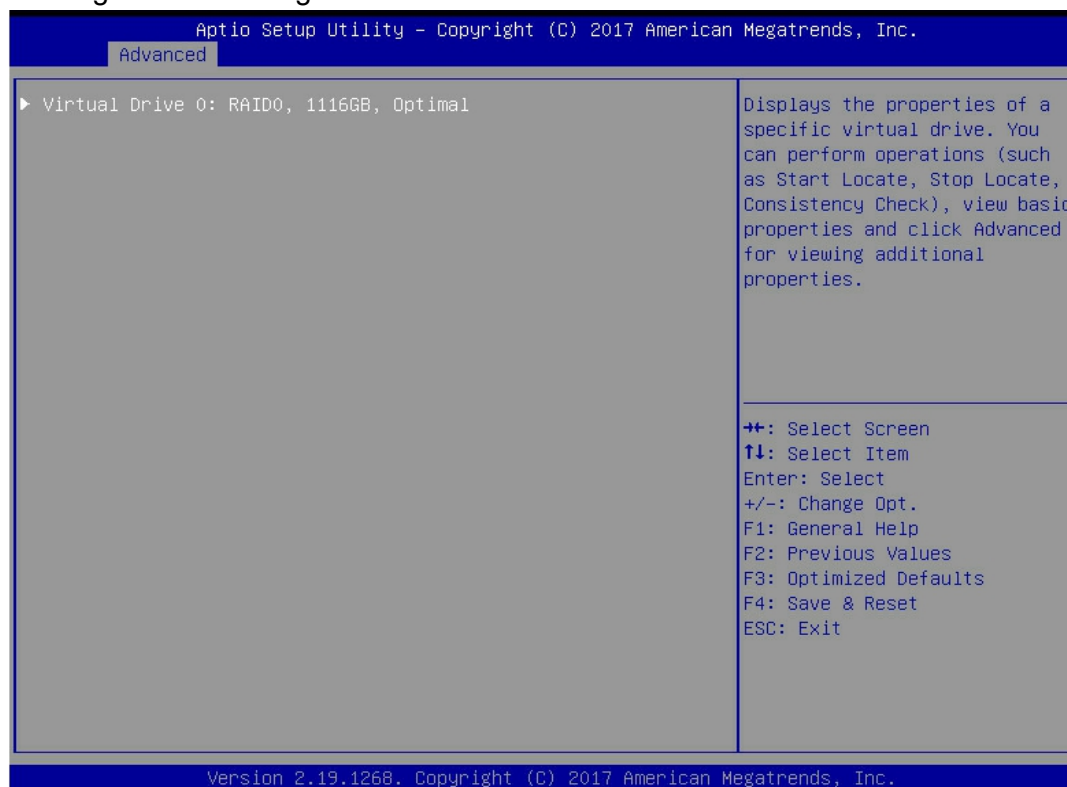 Aptio Setup Utility – Copyright (C) 2017 American Megatrends, Inc.
Advanced
▶ Virtual Drive 0: RAID0, 1116GB, Optimal
Displays the properties of a
specific virtual drive. You
can perform operations (such
as Start Locate, Stop Locate,
Consistency Check), view basic
properties and click Advanced
for viewing additional
properties.
→←: Select Screen
↑↓: Select Item
Enter: Select
+/-: Change Opt.
F1: General Help
F2: Previous Values
F3: Optimized Defaults
F4: Save & Reset
ESC: Exit
Version 2.19.1268. Copyright (C) 2017 American Megatrends, Inc.